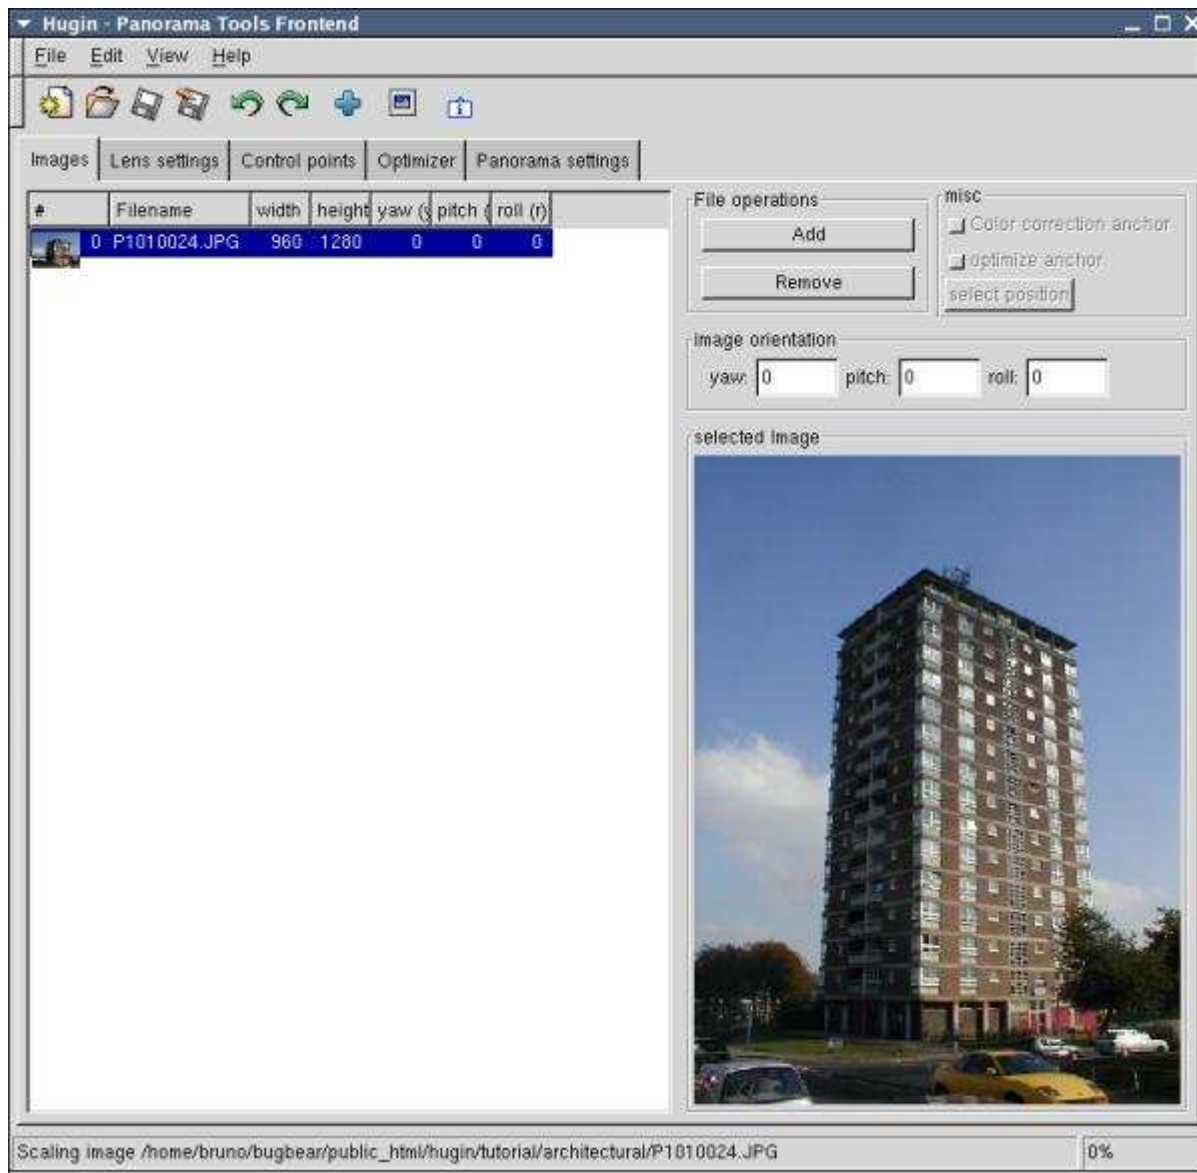 Hugin - Panorama Tools Frontend
File Edit View Help
Images Lens settings Control points Optimizer Panorama settings
# Filename width height yaw (y pitch ( roll (r)
0 P1010024.JPG 960 1280 0 0 0
File operations
Add
Remove
misc
Color correction anchor
optimize anchor
select position
image orientation
yaw: 0 pitch: 0 roll: 0
selected Image
Scaling image /home/bruno/bugbear/public_html/hugin/tutorial/architectural/P1010024.JPG 0%